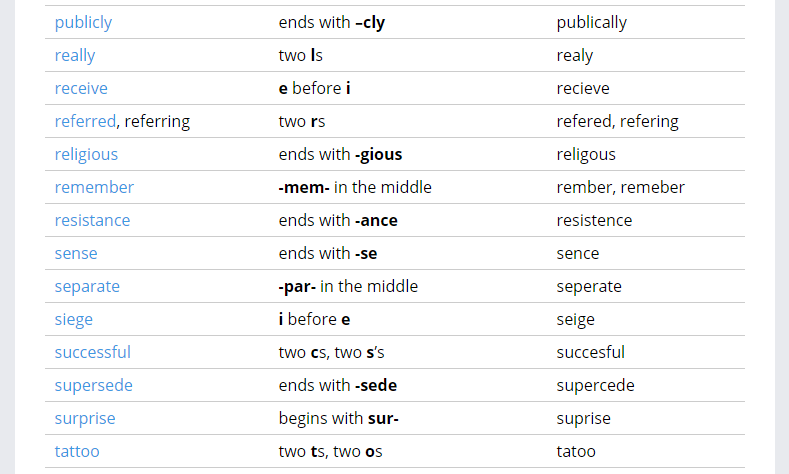 publicly ends with –cly publically
really two ls realy
receive e before i recieve
referred, referring two rs refered, refering
religious ends with -gious religous
remember -mem- in the middle rember, remeber
resistance ends with -ance resistence
sense ends with -se sence
separate -par- in the middle seperate
siege i before e seige
successful two cs, two s’s succesful
supersede ends with -sede supercede
surprise begins with sur- suprise
tattoo two ts, two os tatoo